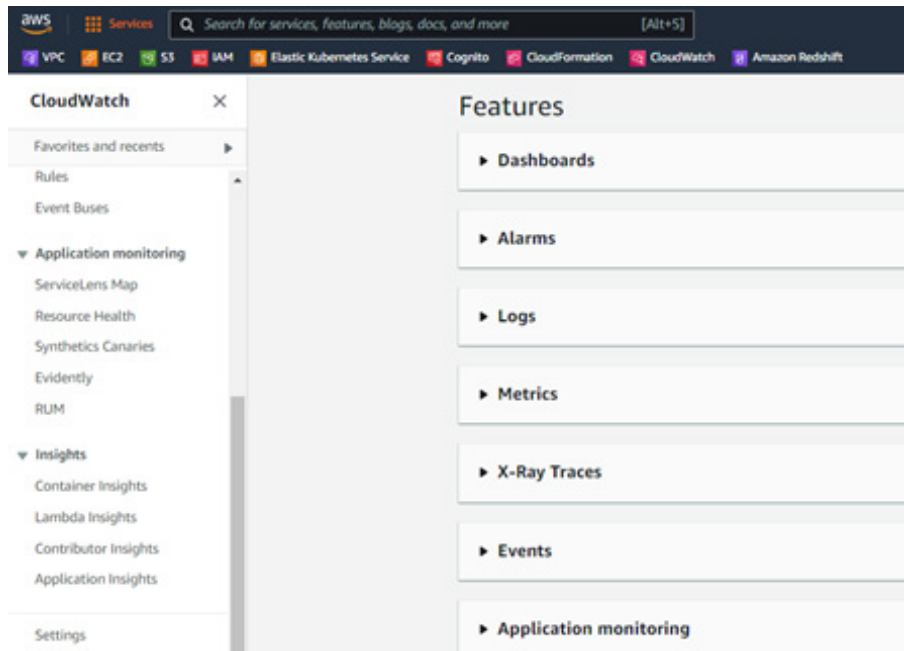 aws Services Search for services, features, blogs, docs, and more [Alt+S]
VPC EC2 S3 IAM Elastic Kubernetes Service Cognito CloudFormation CloudWatch Amazon Redshift
CloudWatch
Favorites and recents
Rules
Event Buses
Application monitoring
ServiceLens Map
Resource Health
Synthetics Canaries
Evidently
RUM
Insights
Container Insights
Lambda Insights
Contributor Insights
Application Insights
Settings
Features
Dashboards
Alarms
Logs
Metrics
X-Ray Traces
Events
Application monitoring